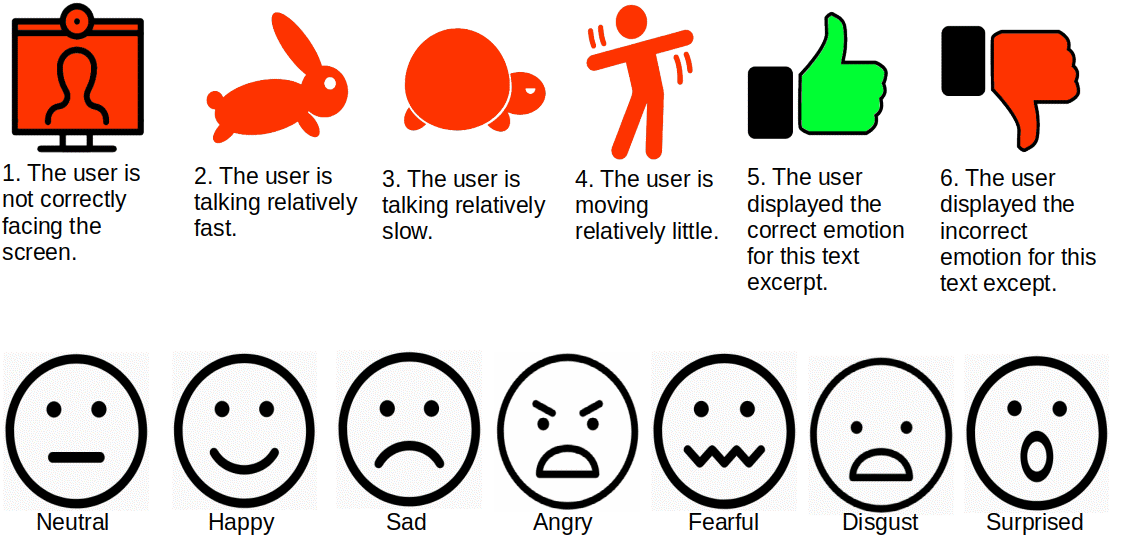 1. The user is
not correctly
facing the
screen.
2. The user is
talking relatively
fast.
3. The user is
talking relatively
slow.
4. The user is
moving
relatively little.
5. The user
displayed the
correct emotion
for this text
excerpt.
6. The user
displayed the
incorrect
emotion for this
text except.
Neutral
Happy
Sad
Angry
Fearful
Disgust
Surprised